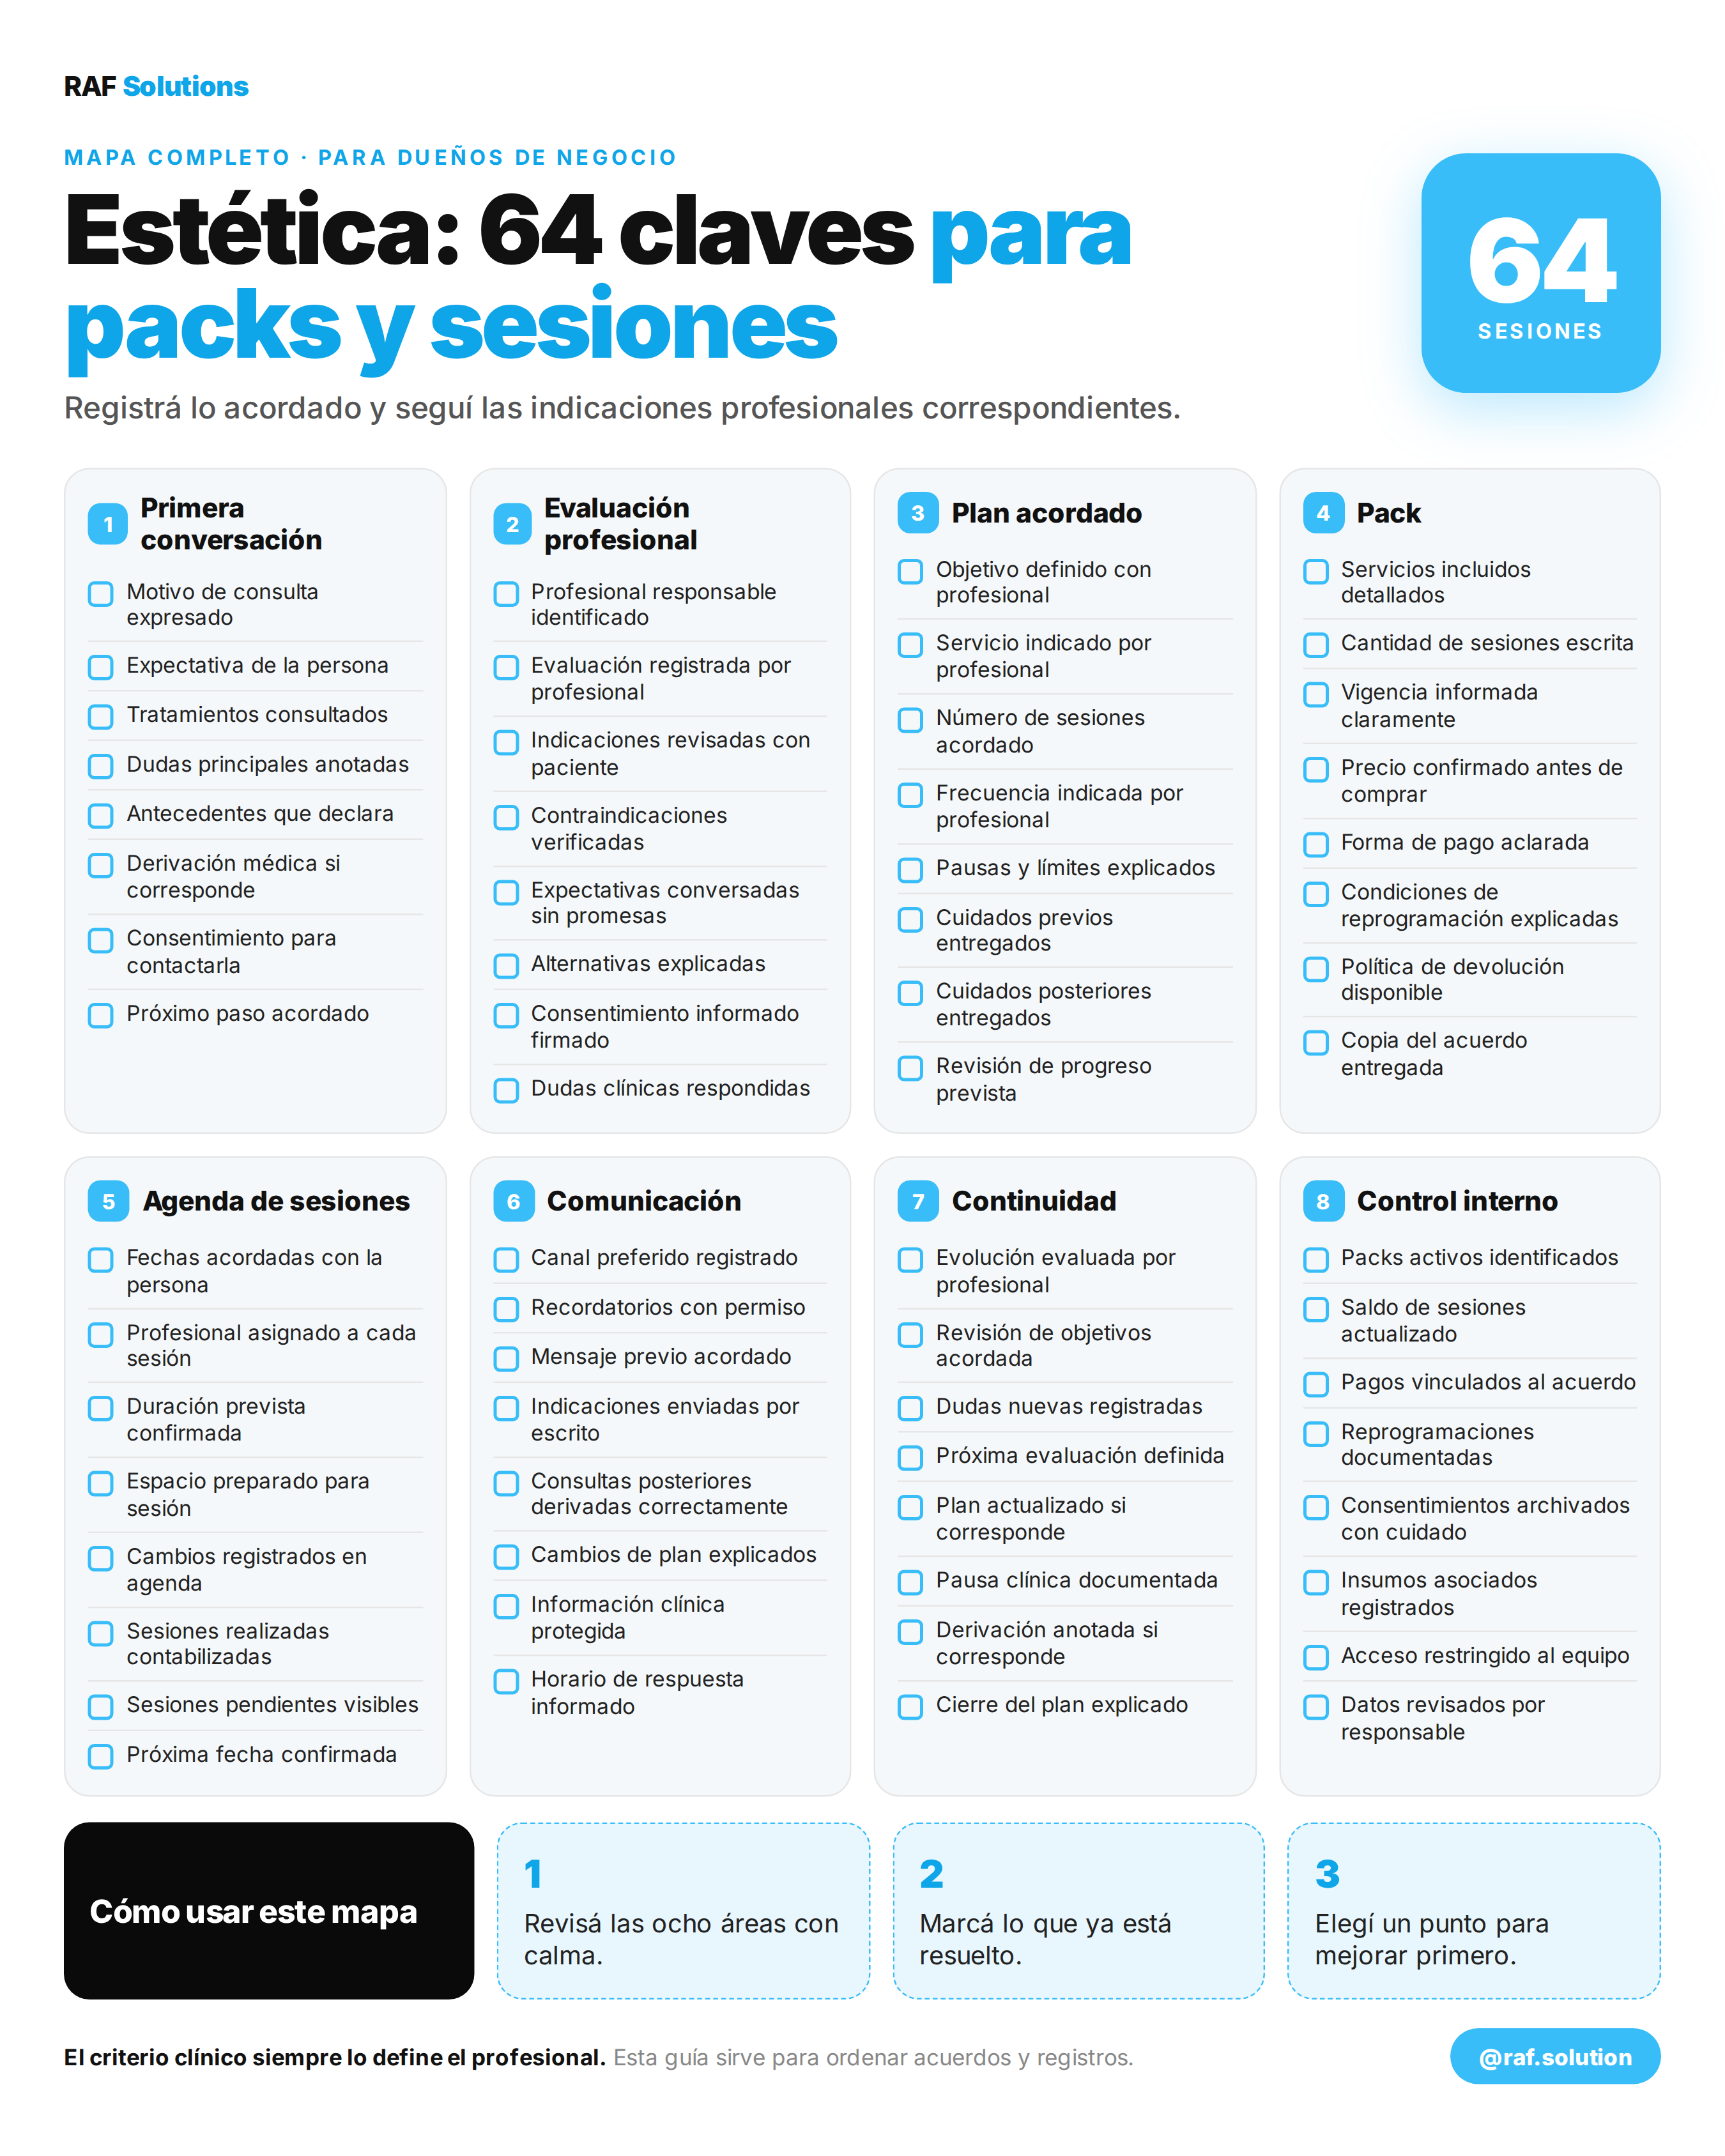 RAF Solutions
MAPA COMPLETO · PARA DUEÑOS DE NEGOCIO
Estética: 64 claves para
packs y sesiones
Registrá lo acordado y seguí las indicaciones profesionales correspondientes.
64
SESIONES
1
Primera
conversación
Motivo de consulta
expresado
Expectativa de la persona
Tratamientos consultados
Dudas principales anotadas
Antecedentes que declara
Derivación médica si
corresponde
Consentimiento para
contactarla
Próximo paso acordado
2
Evaluación
profesional
Profesional responsable
identificado
Evaluación registrada por
profesional
Indicaciones revisadas con
paciente
Contraindicaciones
verificadas
Expectativas conversadas
sin promesas
Alternativas explicadas
Consentimiento informado
firmado
Dudas clínicas respondidas
3 Plan acordado
Objetivo definido con
profesional
Servicio indicado por
profesional
Número de sesiones
acordado
Frecuencia indicada por
profesional
Pausas y límites explicados
Cuidados previos
entregados
Cuidados posteriores
entregados
Revisión de progreso
prevista
4 Pack
Servicios incluidos
detallados
Cantidad de sesiones escrita
Vigencia informada
claramente
Precio confirmado antes de
comprar
Forma de pago aclarada
Condiciones de
reprogramación explicadas
Política de devolución
disponible
Copia del acuerdo
entregada
5 Agenda de sesiones
Fechas acordadas con la
persona
Profesional asignado a cada
sesión
Duración prevista
confirmada
Espacio preparado para
sesión
Cambios registrados en
agenda
Sesiones realizadas
contabilizadas
Sesiones pendientes visibles
Próxima fecha confirmada
6 Comunicación
Canal preferido registrado
Recordatorios con permiso
Mensaje previo acordado
Indicaciones enviadas por
escrito
Consultas posteriores
derivadas correctamente
Cambios de plan explicados
Información clínica
protegida
Horario de respuesta
informado
7 Continuidad
Evolución evaluada por
profesional
Revisión de objetivos
acordada
Dudas nuevas registradas
Próxima evaluación definida
Plan actualizado si
corresponde
Pausa clínica documentada
Derivación anotada si
corresponde
Cierre del plan explicado
8 Control interno
Packs activos identificados
Saldo de sesiones
actualizado
Pagos vinculados al acuerdo
Reprogramaciones
documentadas
Consentimientos archivados
con cuidado
Insumos asociados
registrados
Acceso restringido al equipo
Datos revisados por
responsable
Cómo usar este mapa
1
Revisá las ocho áreas con
calma.
2
Marcá lo que ya está
resuelto.
3
Elegí un punto para
mejorar primero.
El criterio clínico siempre lo define el profesional. Esta guía sirve para ordenar acuerdos y registros.
@raf.solution